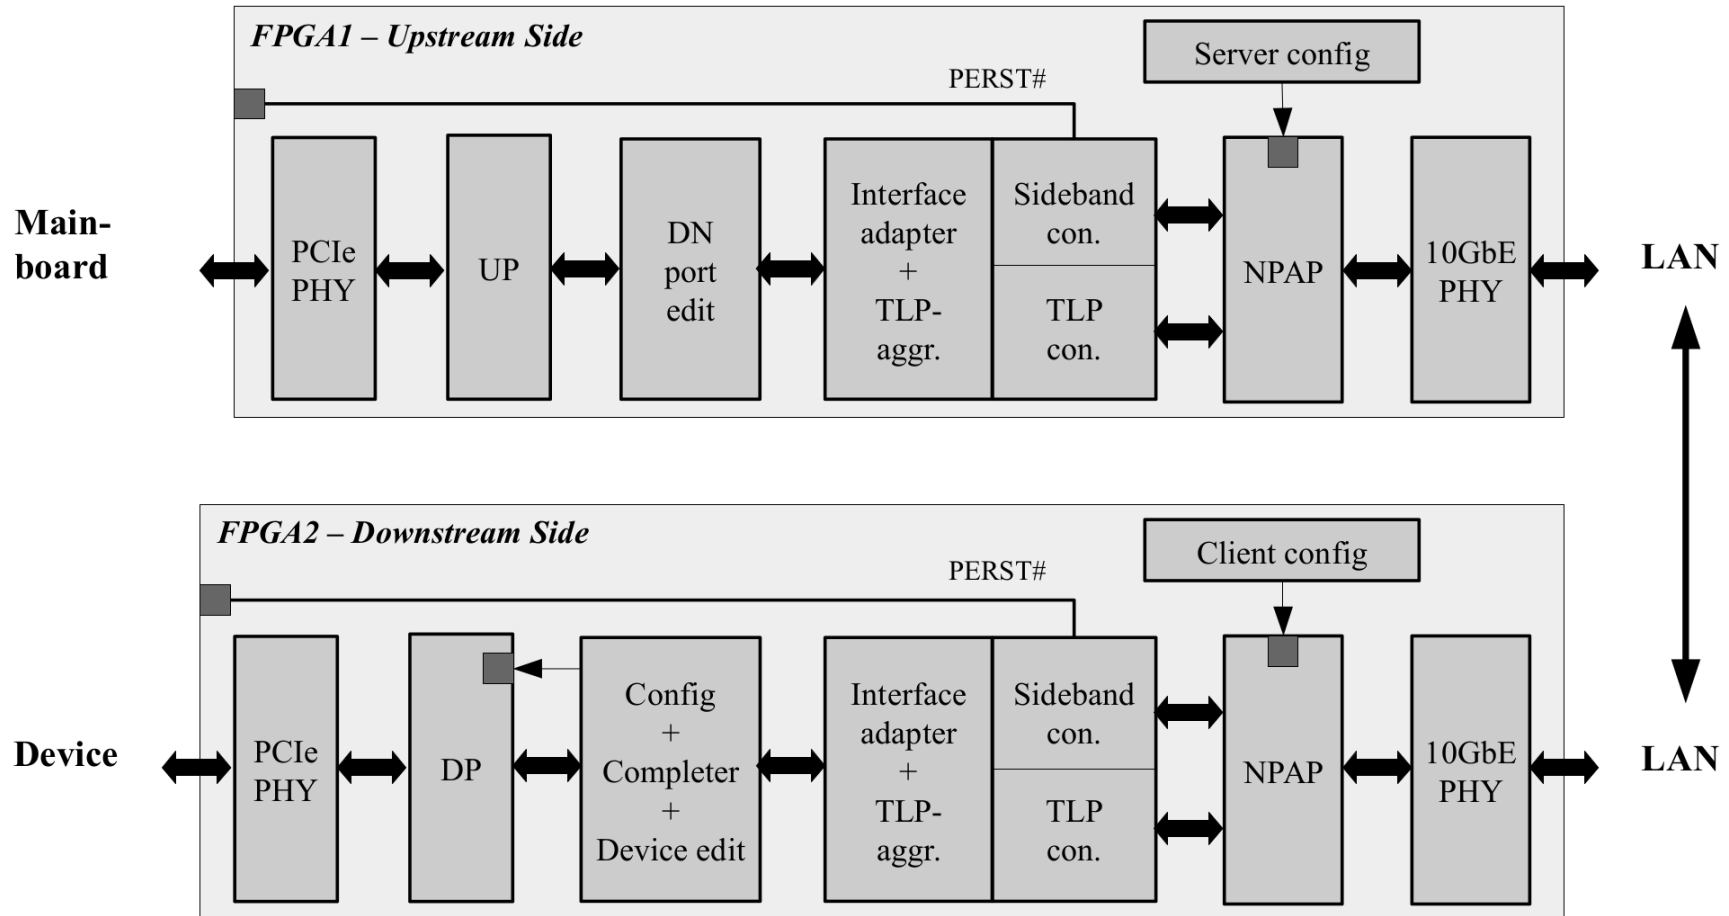 FPGA1 – Upstream Side
Server config
PERST#
Main-
board
PCIe
PHY
UP
DN
port
edit
Interface
adapter
+
TLP-
aggr.
Sideband
con.
TLP
con.
NPAP
10GbE
PHY
LAN
FPGA2 – Downstream Side
Client config
PERST#
Device
PCIe
PHY
DP
Config
+
Completer
+
Device edit
Interface
adapter
+
TLP-
aggr.
Sideband
con.
TLP
con.
NPAP
10GbE
PHY
LAN